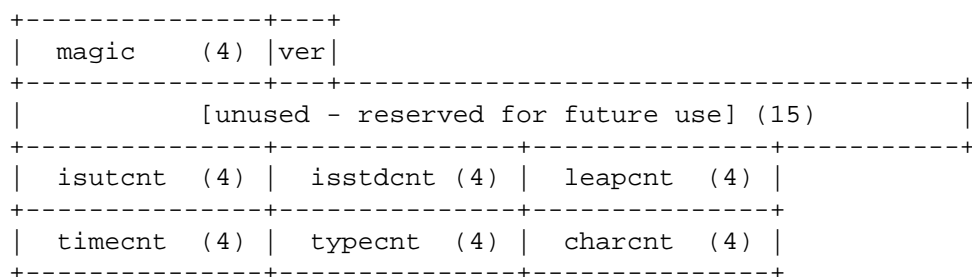 +---------------+---+
|  magic    (4) |ver|
+---------------+---+---------------------------------------+
|           [unused - reserved for future use] (15)         |
+---------------+---------------+---------------+-----------+
|  isutcnt  (4) |  isstdcnt (4) |  leapcnt  (4) |
+---------------+---------------+---------------+
|  timecnt  (4) |  typecnt  (4) |  charcnt  (4) |
+---------------+---------------+---------------+